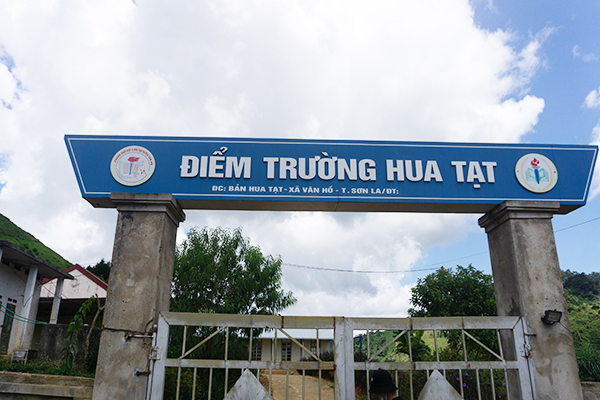 ĐIỂM TRƯỜNG HUA TẠT
ĐC: BẢN HUA TẠT - XÃ VÂN HỒ - T. SƠN LA/ĐT: